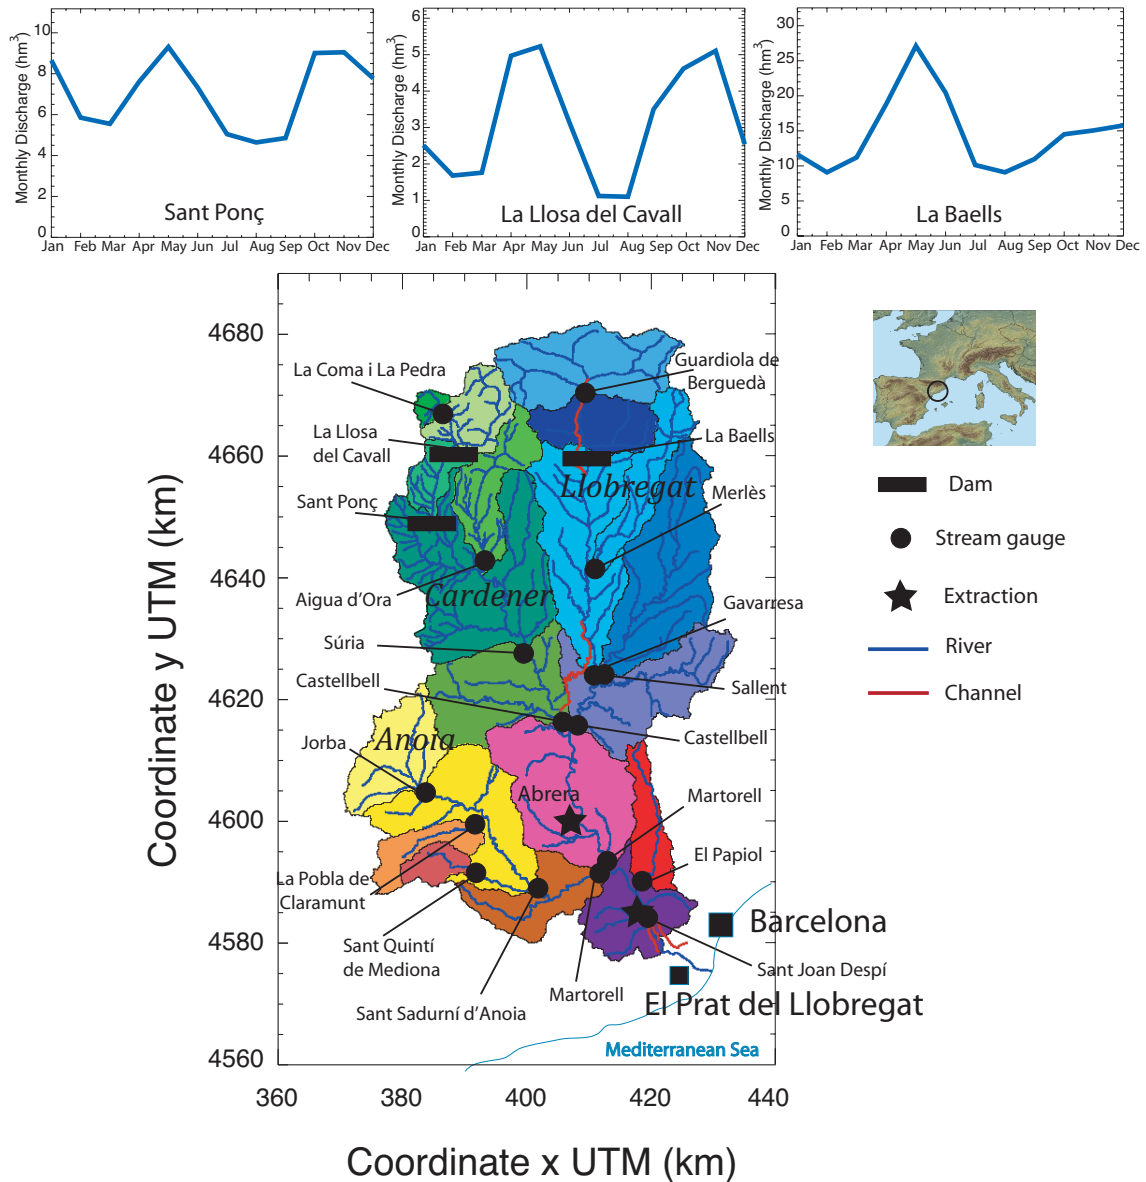 Monthly Discharge (hm³)
10
8
6
4
2
0
Sant Ponç
Jan Feb Mar Apr May Jun Jul Aug Sep Oct Nov Dec
Monthly Discharge (hm³)
6
5
4
3
2
1
0
La Llosa del Cavall
Jan Feb Mar Apr May Jun Jul Aug Sep Oct Nov Dec
Monthly Discharge (hm³)
30
25
20
15
10
5
0
La Baells
Jan Feb Mar Apr May Jun Jul Aug Sep Oct Nov Dec
Coordinate y UTM (km)
4680
4660
4640
4620
4600
4580
4560
La Coma i La Pedra
Guardiola de
Berguedà
La Llosa
del Cavall
La Baells
Llobregat
Merlès
Sant Ponç
Aigua d'Ora
Cardener
Gavarresa
Súria
Castellbell
Sallent
Anoia
Jorba
Castellbell
Abrera
Martorell
El Papiol
La Pobla de
Claramunt
Barcelona
Sant Quintí
de Mediona
Sant Joan Despí
Martorell
Sant Sadurní d'Anoia
El Prat del Llobregat
Mediterranean Sea
360
380
400
420
440
Coordinate x UTM (km)
Dam
Stream gauge
Extraction
River
Channel